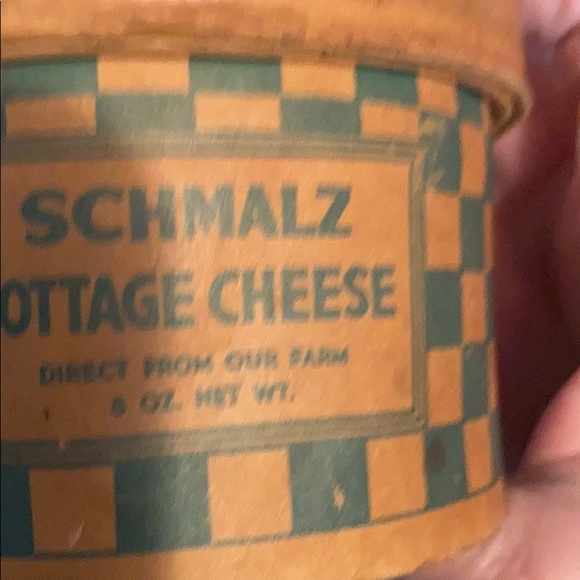 SCHMALZ
OTTAGE CHEESE
DIRECT FROM OUR FARM
8 OZ. NET WT.